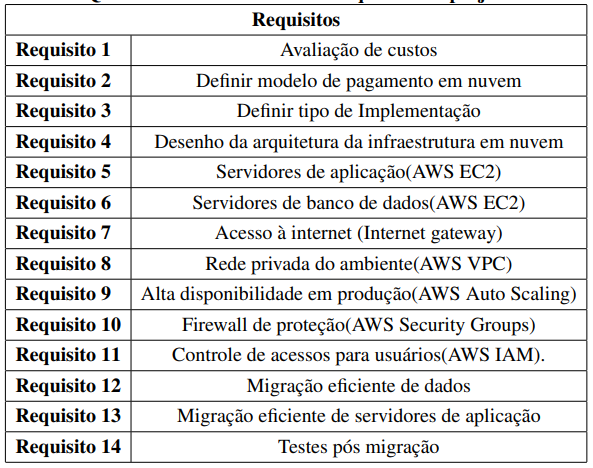 Requisitos
Requisito 1 Avaliação de custos
Requisito 2 Definir modelo de pagamento em nuvem
Requisito 3 Definir tipo de Implementação
Requisito 4 Desenho da arquitetura da infraestrutura em nuvem
Requisito 5 Servidores de aplicação(AWS EC2)
Requisito 6 Servidores de banco de dados(AWS EC2)
Requisito 7 Acesso à internet (Internet gateway)
Requisito 8 Rede privada do ambiente(AWS VPC)
Requisito 9 Alta disponibilidade em produção(AWS Auto Scaling)
Requisito 10 Firewall de proteção(AWS Security Groups)
Requisito 11 Controle de acessos para usuários(AWS IAM).
Requisito 12 Migração eficiente de dados
Requisito 13 Migração eficiente de servidores de aplicação
Requisito 14 Testes pós migração